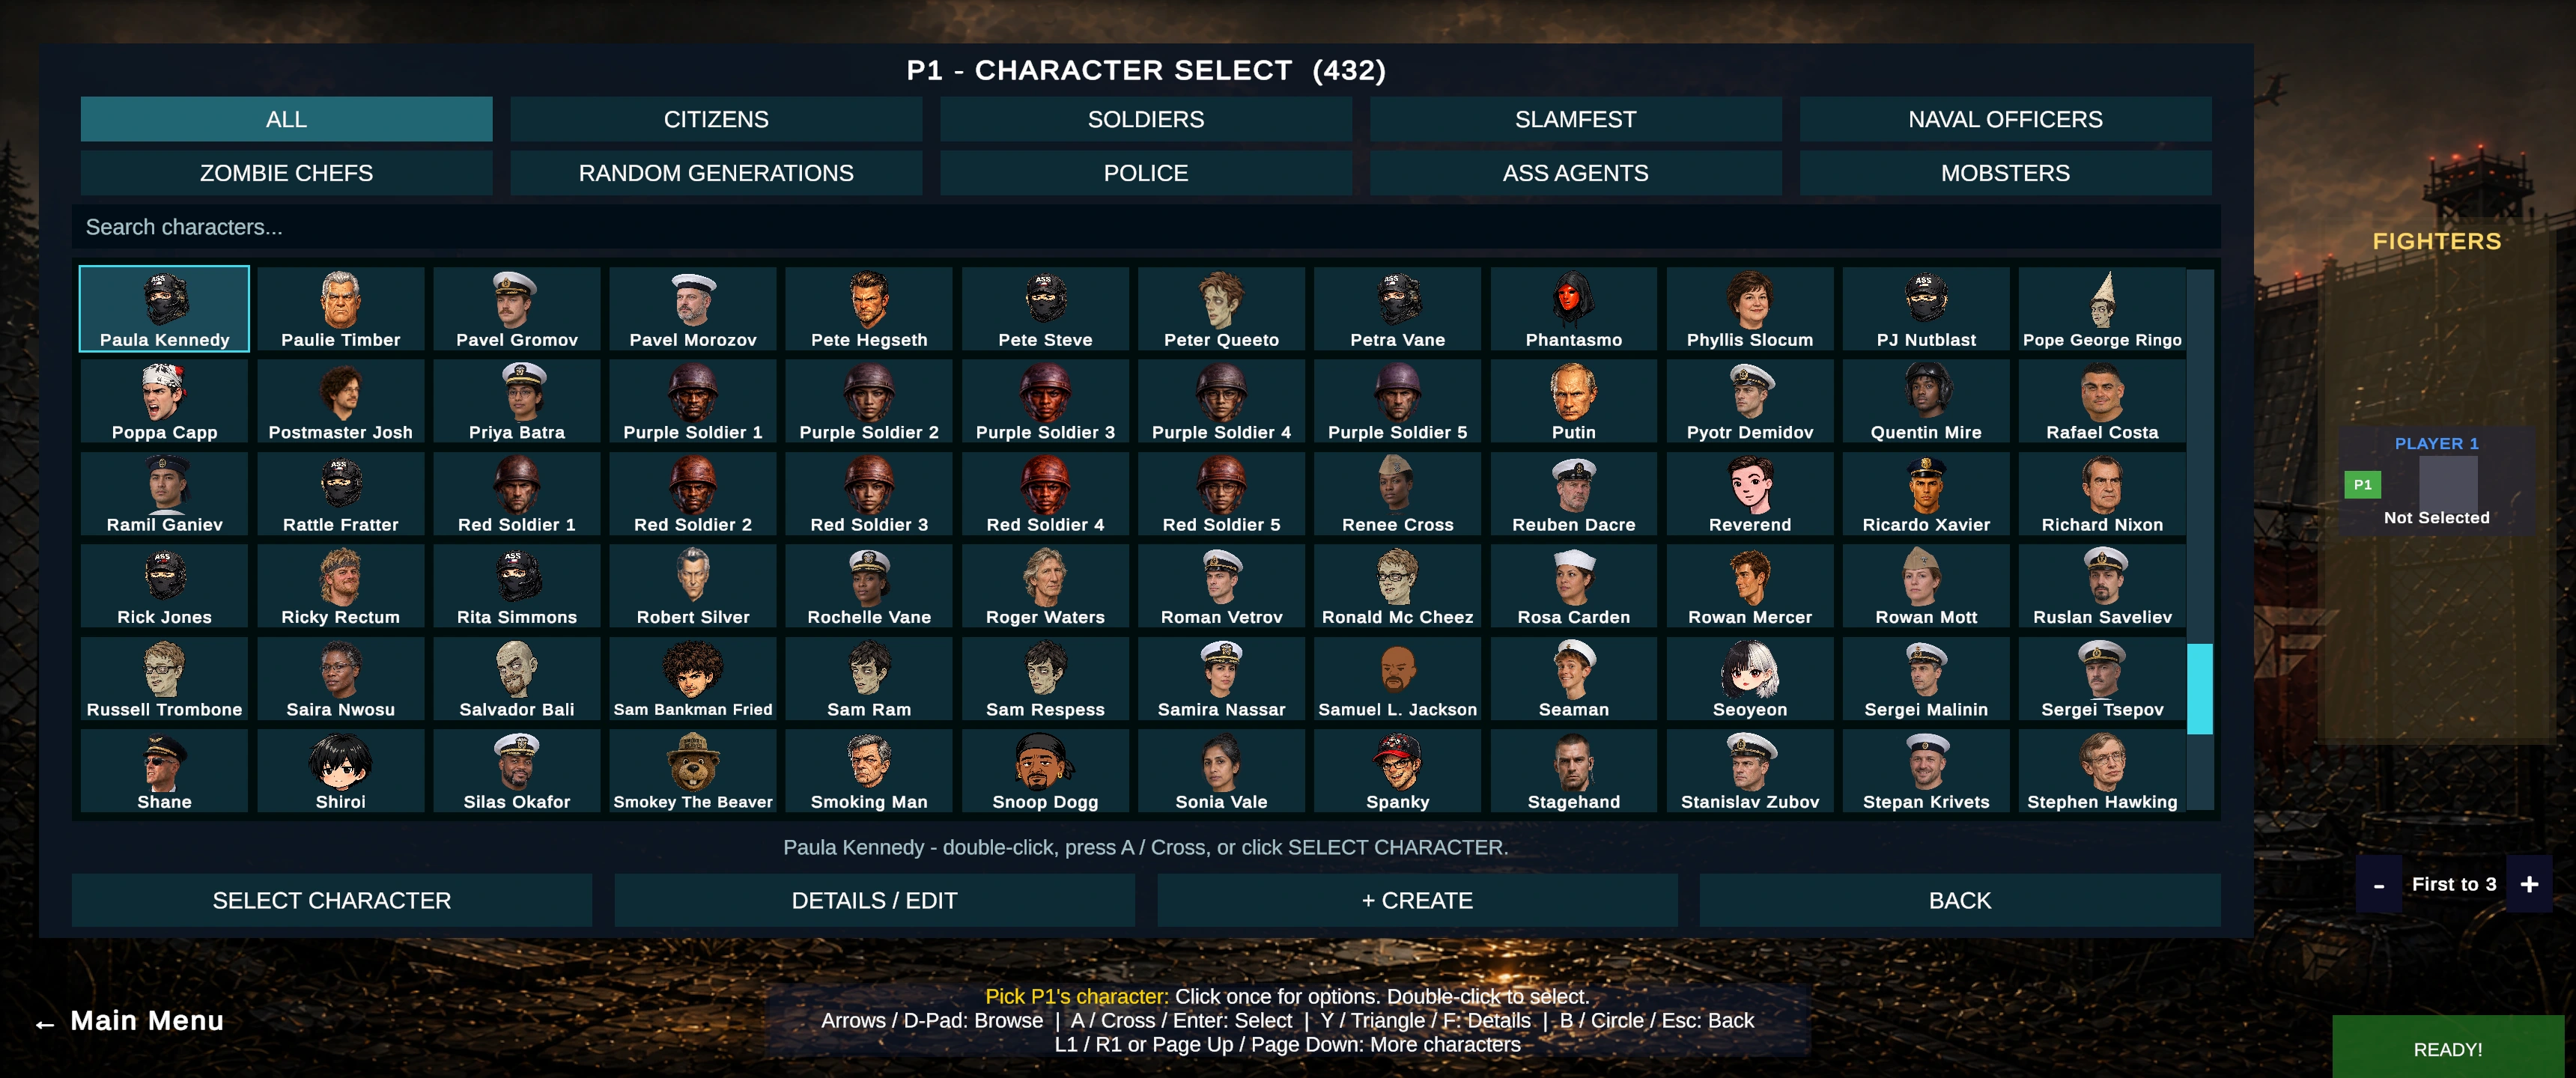 P1 - CHARACTER SELECT (432)
ALL
CITIZENS
SOLDIERS
SLAMFEST
NAVAL OFFICERS
ZOMBIE CHEFS
RANDOM GENERATIONS
POLICE
ASS AGENTS
MOBSTERS
Search characters...
ASS
ASS
ASS
ASS
Paula Kennedy
Paulie Timber
Pavel Gromov
Pavel Morozov
Pete Hegseth
Pete Steve
Peter Queeto
Petra Vane
Phantasmo
Phyllis Slocum
PJ Nutblast
Pope George Ringo
Poppa Capp
Postmaster Josh
Priya Batra
Purple Soldier 1
Purple Soldier 2
Purple Soldier 3
Purple Soldier 4
Purple Soldier 5
Putin
Pyotr Demidov
Quentin Mire
Rafael Costa
ASS
Ramil Ganiev
Rattle Fratter
Red Soldier 1
Red Soldier 2
Red Soldier 3
Red Soldier 4
Red Soldier 5
Renee Cross
Reuben Dacre
Reverend
Ricardo Xavier
Richard Nixon
ASS
ASS
Rick Jones
Ricky Rectum
Rita Simmons
Robert Silver
Rochelle Vane
Roger Waters
Roman Vetrov
Ronald Mc Cheez
Rosa Carden
Rowan Mercer
Rowan Mott
Ruslan Saveliev
Russell Trombone
Saira Nwosu
Salvador Bali
Sam Bankman Fried
Sam Ram
Sam Respess
Samira Nassar
Samuel L. Jackson
Seaman
Seoyeon
Sergei Malinin
Sergei Tsepov
Shane
Shiroi
Silas Okafor
Smokey The Beaver
Smoking Man
Snoop Dogg
Sonia Vale
Spanky
Stagehand
Stanislav Zubov
Stepan Krivets
Stephen Hawking
Paula Kennedy - double-click, press A / Cross, or click SELECT CHARACTER.
SELECT CHARACTER
DETAILS / EDIT
+ CREATE
BACK
FIGHTERS
PLAYER 1
P1
Not Selected
- First to 3 +
← Main Menu
Pick P1's character: Click once for options. Double-click to select.
Arrows / D-Pad: Browse | A / Cross / Enter: Select | Y / Triangle / F: Details | B / Circle / Esc: Back
L1 / R1 or Page Up / Page Down: More characters
READY!